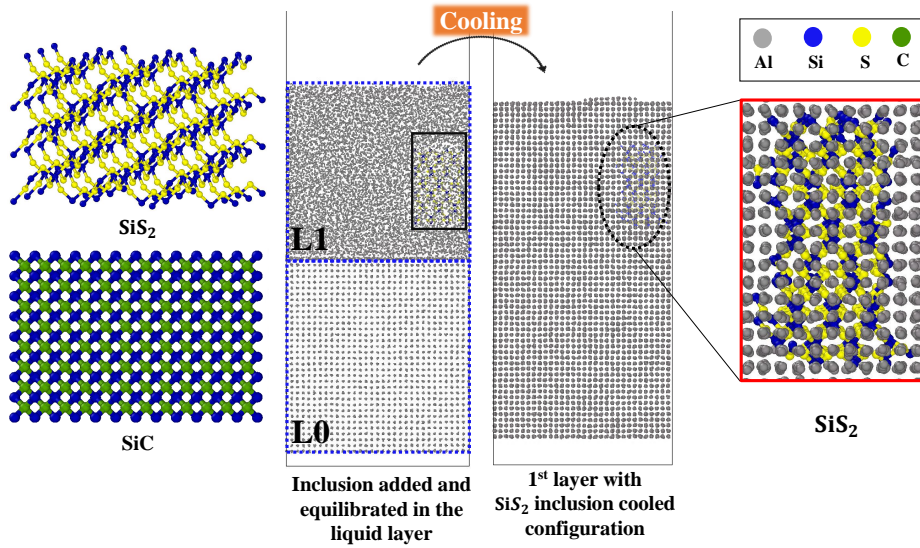 Cooling
Al Si S C
SiS₂
L1
L0
SiC
SiS₂
Inclusion added and
equilibrated in the
liquid layer
1st layer with
SiS₂ inclusion cooled
configuration